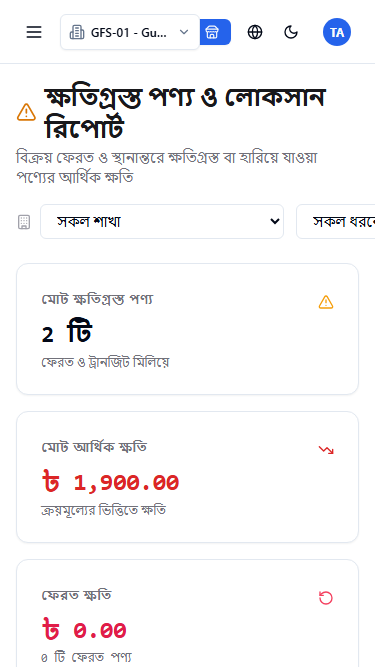 GFS-01 - Gu...
TA
ক্ষতিগ্রস্ত পণ্য ও লোকসান
রিপোর্ট
বিক্রয় ফেরত ও স্থানান্তরে ক্ষতিগ্রস্ত বা হারিয়ে যাওয়া
পণ্যের আর্থিক ক্ষতি
সকল শাখা
সকল ধরনে
মোট ক্ষতিগ্রস্ত পণ্য
2 টি
ফেরত ও ট্রানজিট মিলিয়ে
মোট আর্থিক ক্ষতি
৳ 1,900.00
ক্রয়মূল্যের ভিত্তিতে ক্ষতি
ফেরত ক্ষতি
৳ 0.00
0 টি ফেরত পণ্য